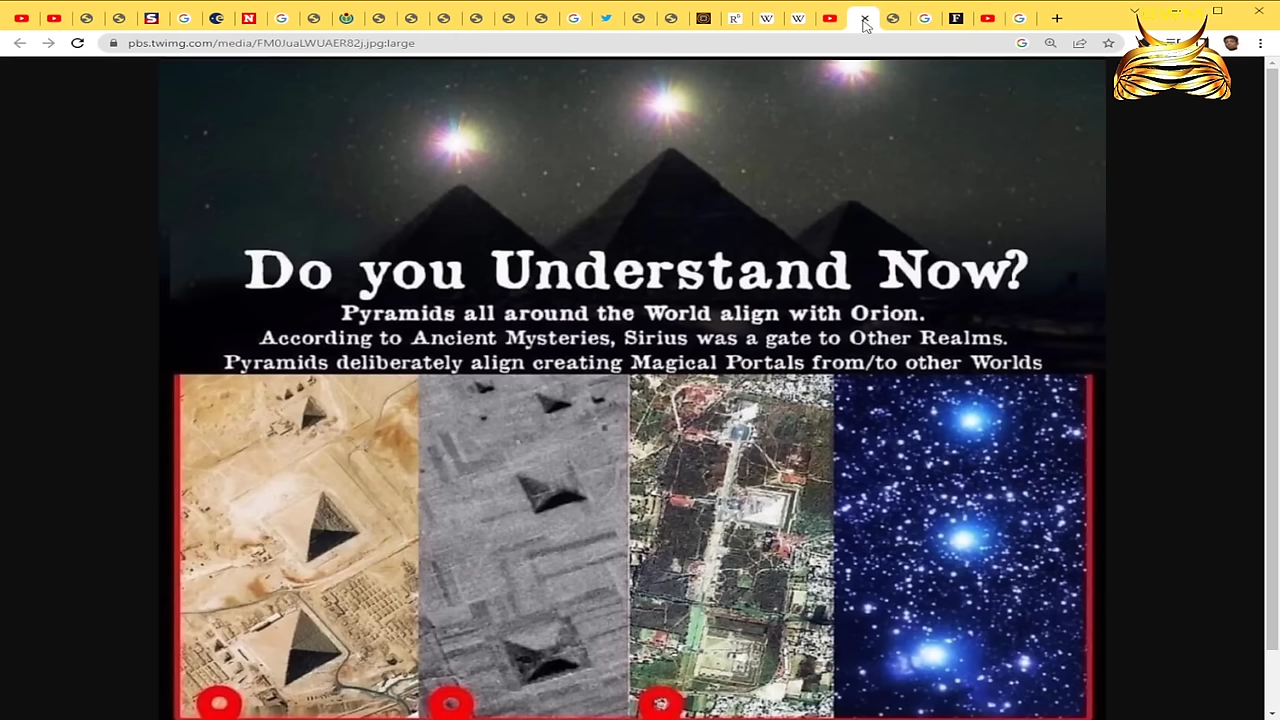 pbs.twimg.com/media/FM0JuaLWUAER82j.jpg:large
Do you Understand Now?
Pyramids all around the World align with Orion.
According to Ancient Mysteries, Sirius was a gate to Other Realms.
Pyramids deliberately align creating Magical Portals from/to other Worlds